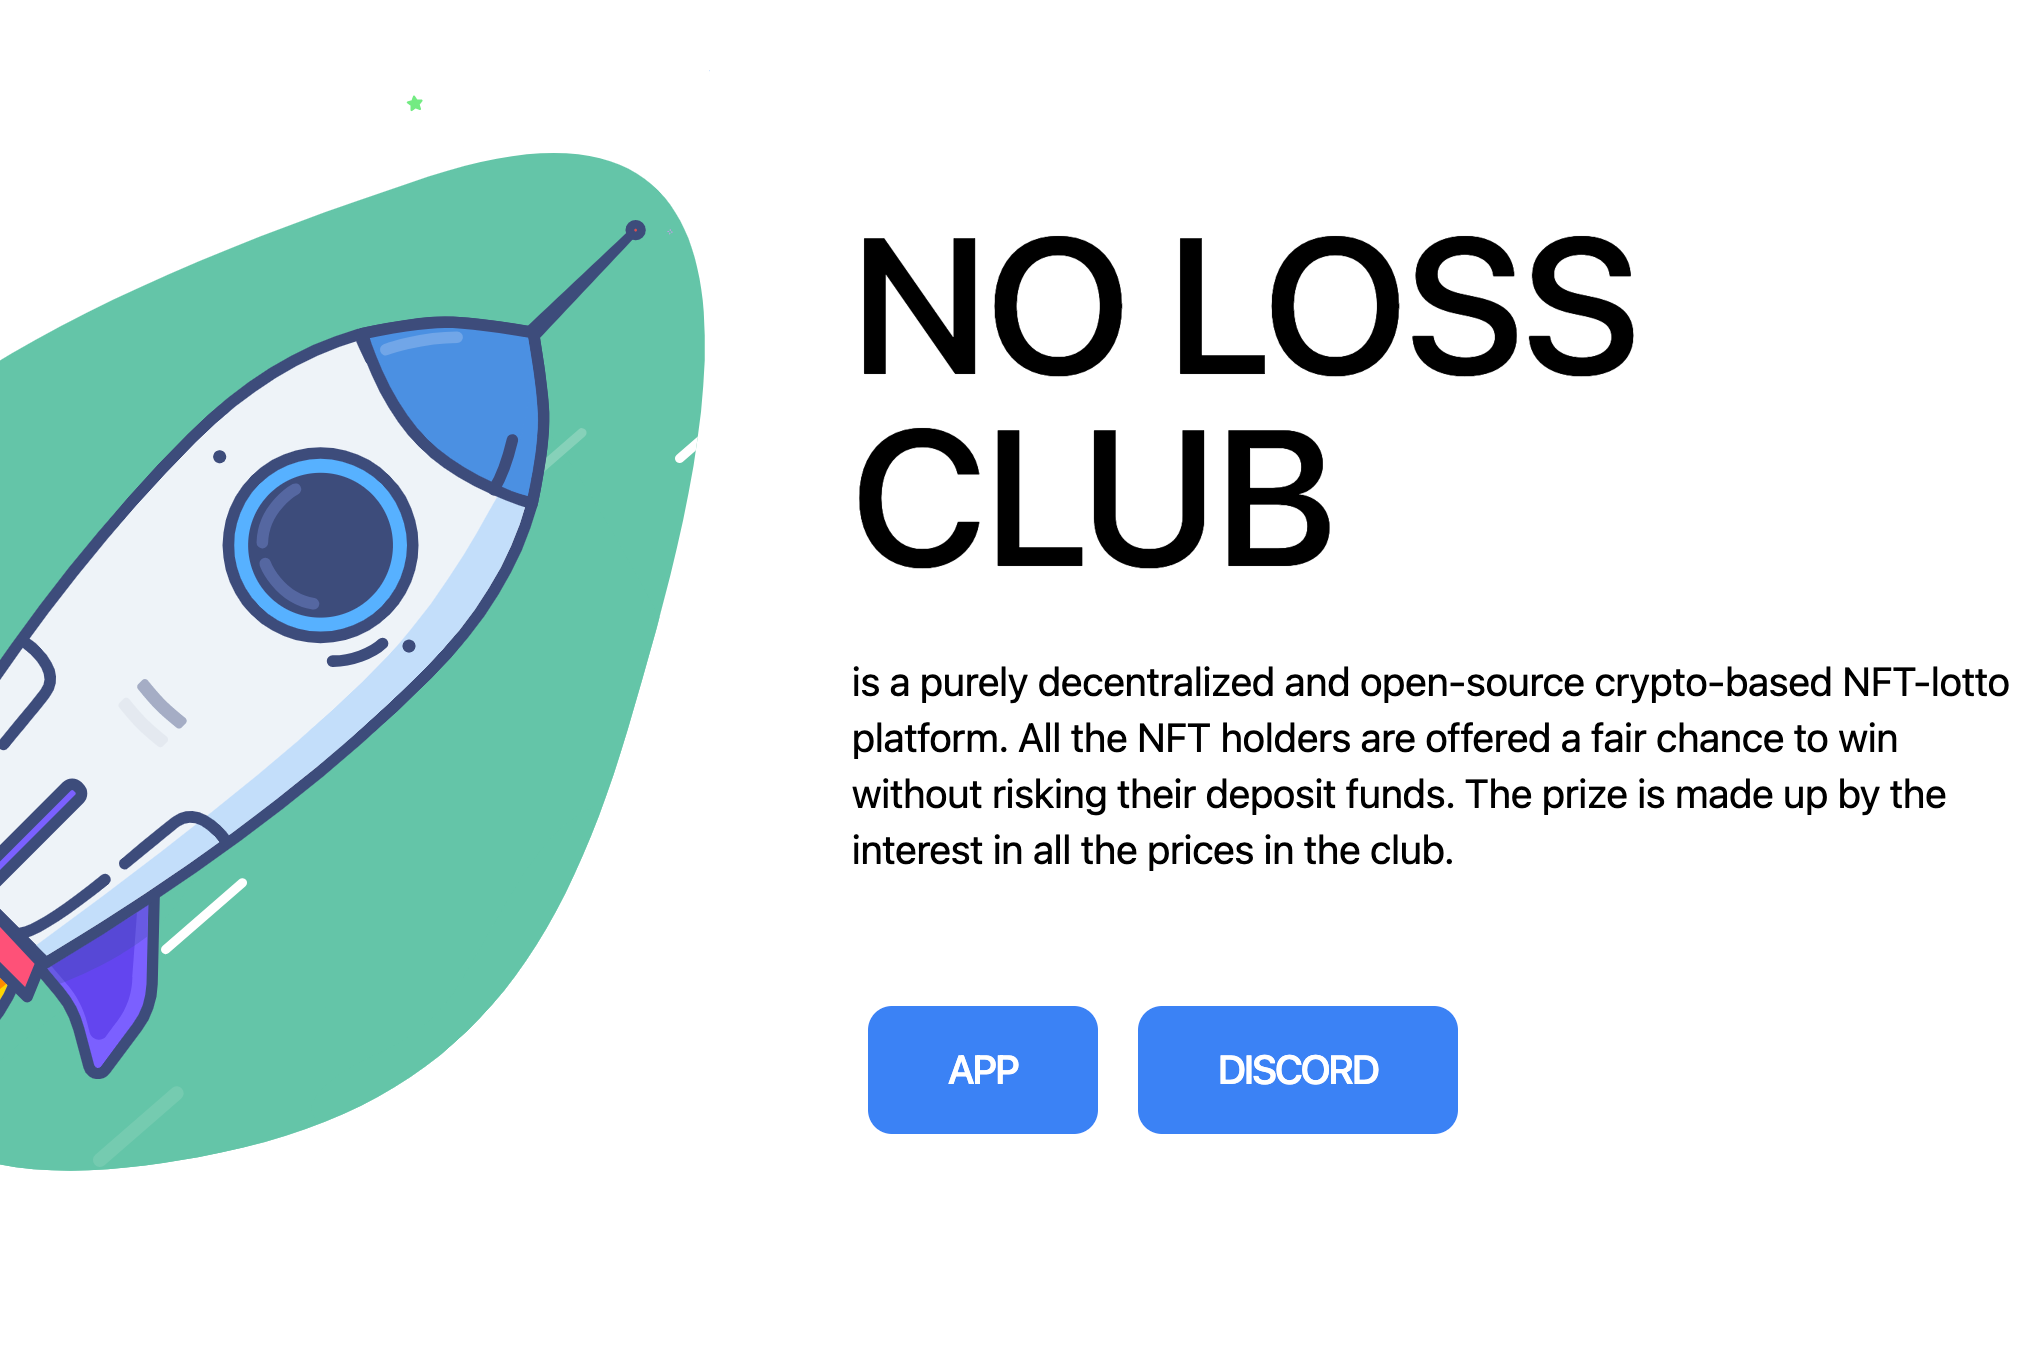 NO LOSS
CLUB
is a purely decentralized and open-source crypto-based NFT-lotto
platform. All the NFT holders are offered a fair chance to win
without risking their deposit funds. The prize is made up by the
interest in all the prices in the club.
APP
DISCORD